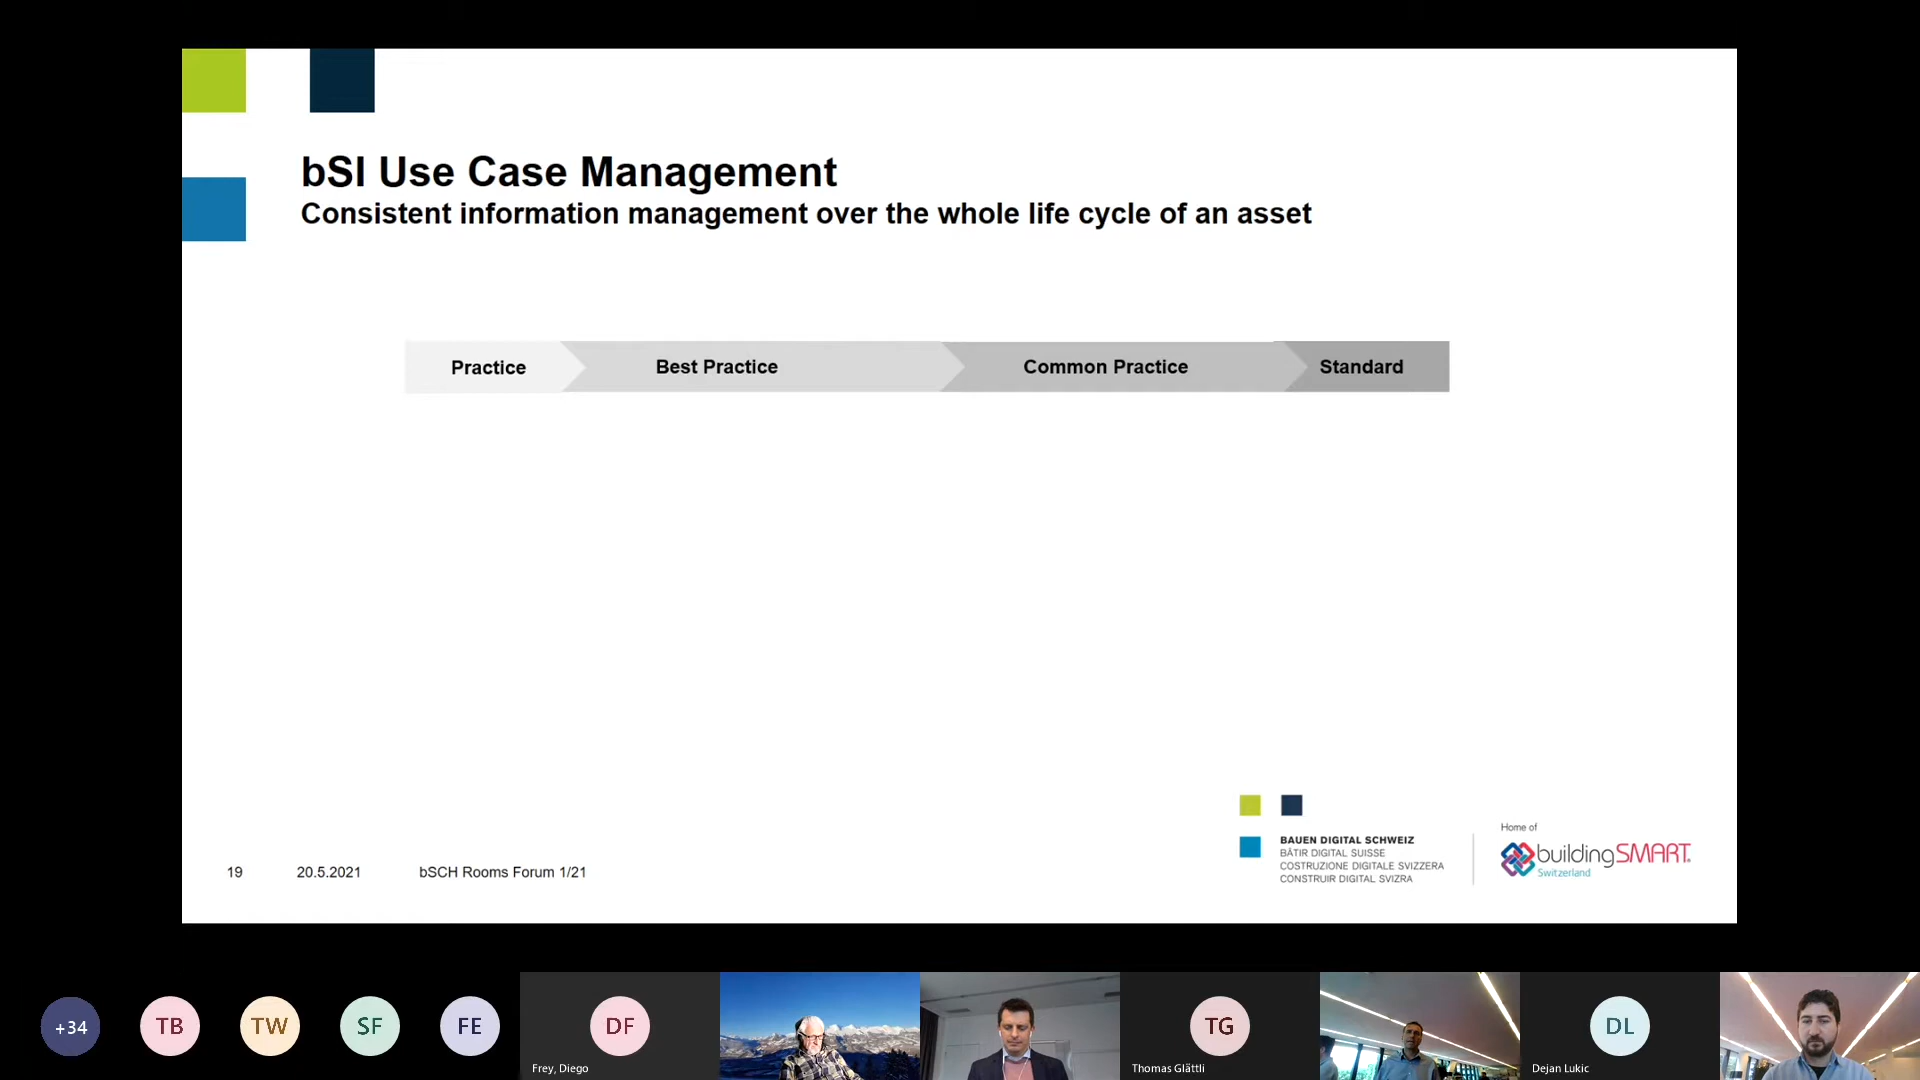 bSI Use Case Management
Consistent information management over the whole life cycle of an asset
Practice
Best Practice
Common Practice
Standard
BAUEN DIGITAL SCHWEIZ
BÂTIR DIGITAL SUISSE
COSTRUZIONE DIGITALE SVIZZERA
CONSTRUIR DIGITAL SVIZRA
Home of
buildingSMART
Switzerland
19
20.5.2021
bSCH Rooms Forum 1/21
+34
TB
TW
SF
FE
DF
Frey, Diego
TG
Thomas Glättli
DL
Dejan Lukic